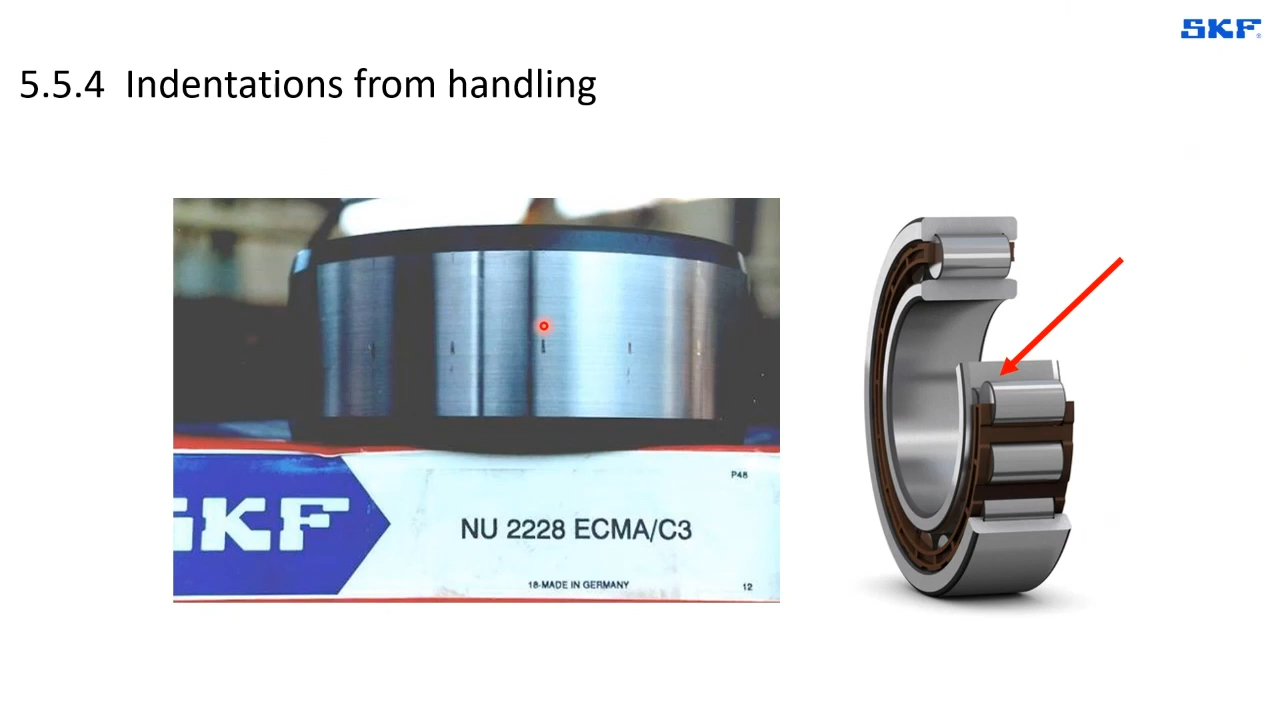 SKF
5.5.4 Indentations from handling
P48
SKF
NU 2228 ECMA/C3
18-MADE IN GERMANY
12